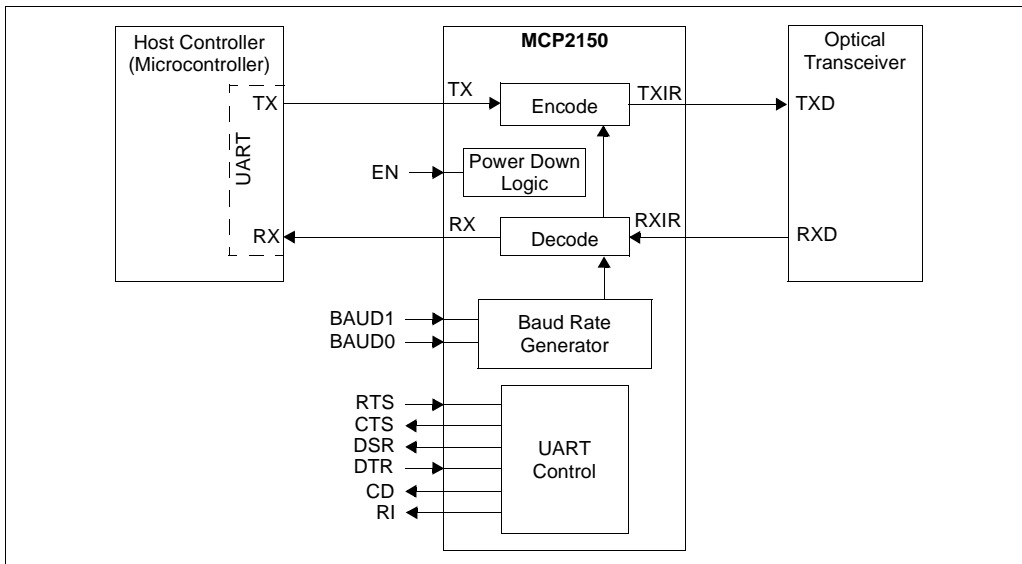 Host Controller
(Microcontroller)
MCP2150
Optical
Transceiver
TX
TX
Encode
TXIR
TXD
UART
EN
Power Down
Logic
RX
RX
Decode
RXIR
RXD
BAUD1
BAUD0
Baud Rate
Generator
RTS
CTS
DSR
DTR
CD
RI
UART
Control